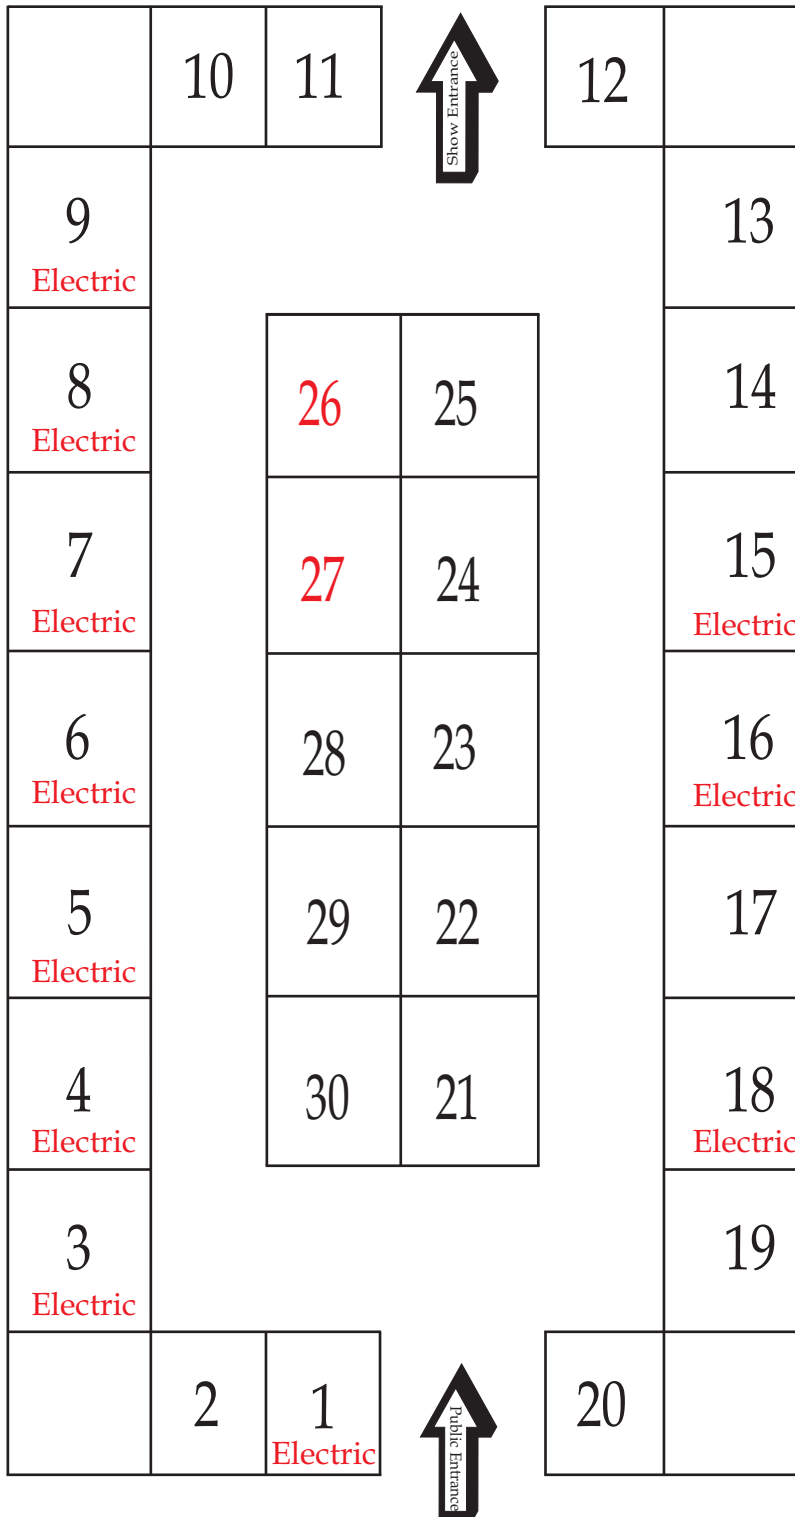 10 11 12
Show Entrance
9 13
Electric
26 25
8 14
Electric
27 24
7 15
Electric Electric
28 23
6 16
Electric Electric
29 22
5 17
Electric
30 21
4 18
Electric Electric
3 19
Electric
2 1 20
Electric
Public Entrance